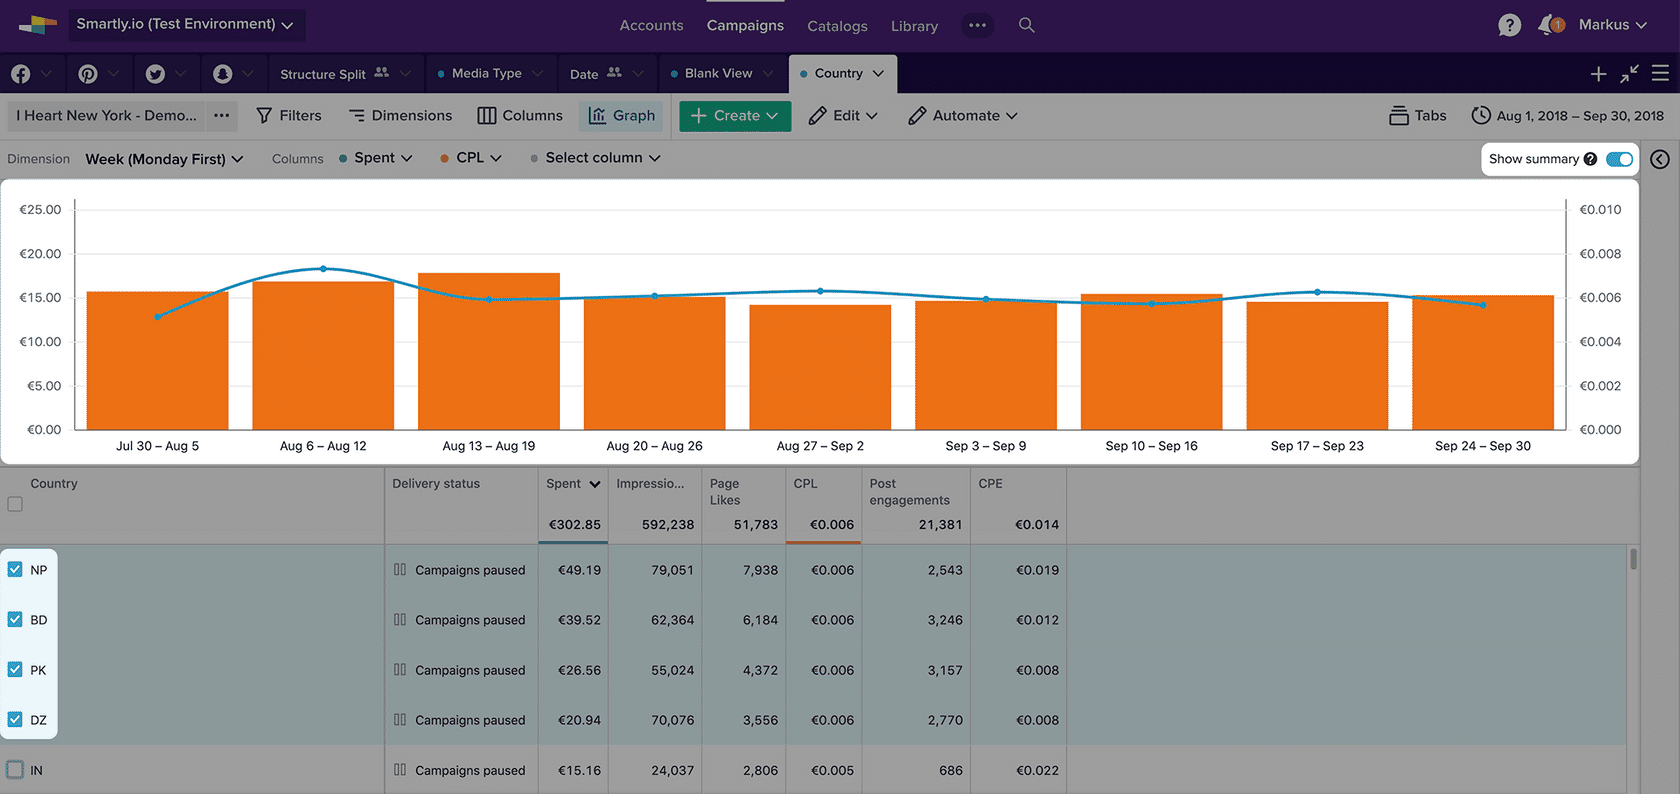 Smartly.io (Test Environment)
Accounts Campaigns Catalogs Library
? 1 Markus
Structure Split Media Type Date Blank View Country
I Heart New York - Demo... Filters Dimensions Columns Graph Create Edit Automate Tabs Aug 1, 2018 – Sep 30, 2018
Dimension Week (Monday First) Columns Spent CPL Select column Show summary ?
€25.00 €0.010
€20.00 €0.008
€15.00 €0.006
€10.00 €0.004
€5.00 €0.002
€0.00 €0.000
Jul 30 – Aug 5 Aug 6 – Aug 12 Aug 13 – Aug 19 Aug 20 – Aug 26 Aug 27 – Sep 2 Sep 3 – Sep 9 Sep 10 – Sep 16 Sep 17 – Sep 23 Sep 24 – Sep 30
Country Delivery status Spent Impressio... Page Likes CPL Post engagements CPE
€302.85 592,238 51,783 €0.006 21,381 €0.014
NP Campaigns paused €49.19 79,051 7,938 €0.006 2,543 €0.019
BD Campaigns paused €39.52 62,364 6,184 €0.006 3,246 €0.012
PK Campaigns paused €26.56 55,024 4,372 €0.006 3,157 €0.008
DZ Campaigns paused €20.94 70,076 3,556 €0.006 2,770 €0.008
IN Campaigns paused €15.16 24,037 2,806 €0.005 686 €0.022